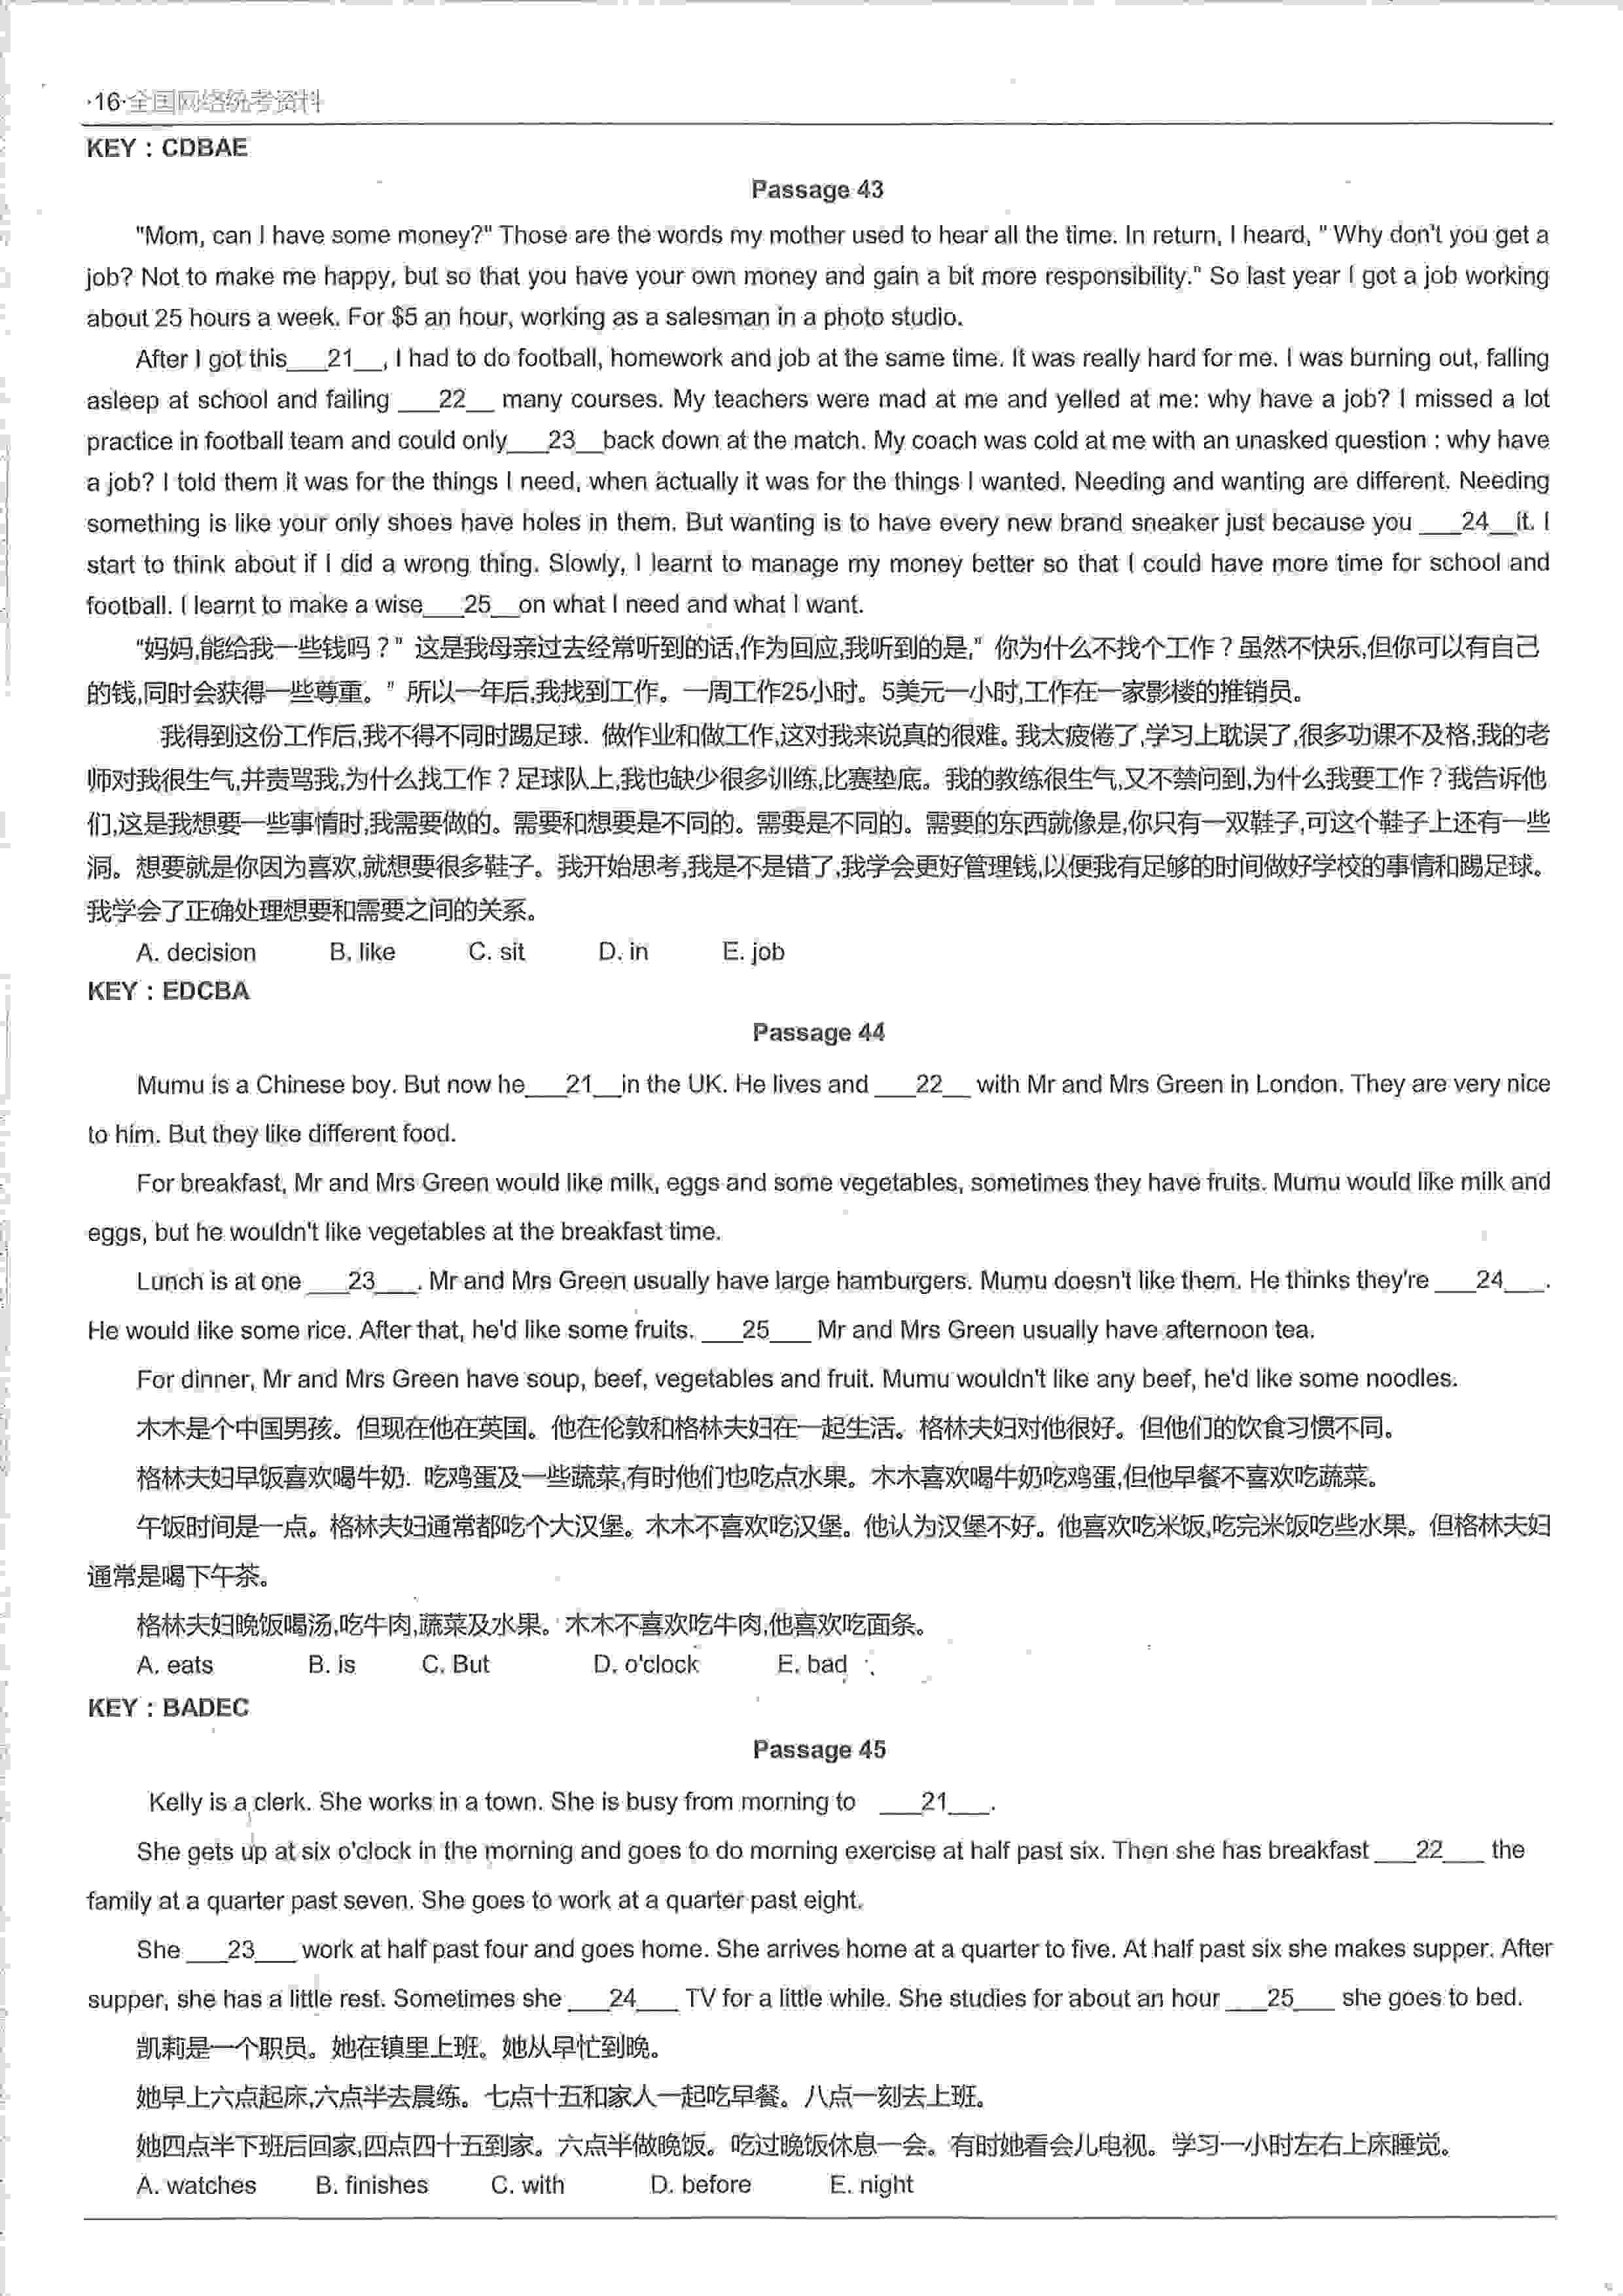 ·16·全国网络统考资料
KEY：CDBAE
Passage 43
"Mom, can I have some money?" Those are the words my mother used to hear all the time. In return, I heard, " Why don't you get a
job? Not to make me happy, but so that you have your own money and gain a bit more responsibility." So last year I got a job working
about 25 hours a week. For $5 an hour, working as a salesman in a photo studio.
After I got this___21__, I had to do football, homework and job at the same time. It was really hard for me. I was burning out, falling
asleep at school and failing ___22__ many courses. My teachers were mad at me and yelled at me: why have a job? I missed a lot
practice in football team and could only___23__back down at the match. My coach was cold at me with an unasked question : why have
a job? I told them it was for the things I need, when actually it was for the things I wanted. Needing and wanting are different. Needing
something is like your only shoes have holes in them. But wanting is to have every new brand sneaker just because you ___24__it. I
start to think about if I did a wrong thing. Slowly, I learnt to manage my money better so that I could have more time for school and
football. I learnt to make a wise___25__on what I need and what I want.
“妈妈,能给我一些钱吗？” 这是我母亲过去经常听到的话,作为回应,我听到的是,” 你为什么不找个工作？虽然不快乐,但你可以有自己
的钱,同时会获得一些尊重。” 所以一年后,我找到工作。一周工作25小时。5美元一小时,工作在一家影楼的推销员。
我得到这份工作后,我不得不同时踢足球. 做作业和做工作,这对我来说真的很难。我太疲倦了,学习上耽误了,很多功课不及格,我的老
师对我很生气,并责骂我,为什么找工作？足球队上,我也缺少很多训练,比赛垫底。我的教练很生气,又不禁问到,为什么我要工作？我告诉他
们,这是我想要一些事情时,我需要做的。需要和想要是不同的。需要是不同的。需要的东西就像是,你只有一双鞋子,可这个鞋子上还有一些
洞。想要就是你因为喜欢,就想要很多鞋子。我开始思考,我是不是错了,我学会更好管理钱,以便我有足够的时间做好学校的事情和踢足球。
我学会了正确处理想要和需要之间的关系。
A. decision B. like C. sit D. in E. job
KEY：EDCBA
Passage 44
Mumu is a Chinese boy. But now he___21__in the UK. He lives and ___22__ with Mr and Mrs Green in London. They are very nice
to him. But they like different food.
For breakfast, Mr and Mrs Green would like milk, eggs and some vegetables, sometimes they have fruits. Mumu would like milk and
eggs, but he wouldn't like vegetables at the breakfast time.
Lunch is at one ___23___. Mr and Mrs Green usually have large hamburgers. Mumu doesn't like them. He thinks they're ___24___.
He would like some rice. After that, he'd like some fruits. ___25___ Mr and Mrs Green usually have afternoon tea.
For dinner, Mr and Mrs Green have soup, beef, vegetables and fruit. Mumu wouldn't like any beef, he'd like some noodles.
木木是个中国男孩。但现在他在英国。他在伦敦和格林夫妇在一起生活。格林夫妇对他很好。但他们的饮食习惯不同。
格林夫妇早饭喜欢喝牛奶. 吃鸡蛋及一些蔬菜,有时他们也吃点水果。木木喜欢喝牛奶吃鸡蛋,但他早餐不喜欢吃蔬菜。
午饭时间是一点。格林夫妇通常都吃个大汉堡。木木不喜欢吃汉堡。他认为汉堡不好。他喜欢吃米饭,吃完米饭吃些水果。但格林夫妇
通常是喝下午茶。
格林夫妇晚饭喝汤,吃牛肉,蔬菜及水果。木木不喜欢吃牛肉,他喜欢吃面条。
A. eats B. is C. But D. o'clock E. bad
KEY：BADEC
Passage 45
Kelly is a clerk. She works in a town. She is busy from morning to ___21___.
She gets up at six o'clock in the morning and goes to do morning exercise at half past six. Then she has breakfast ___22___ the
family at a quarter past seven. She goes to work at a quarter past eight.
She ___23___ work at half past four and goes home. She arrives home at a quarter to five. At half past six she makes supper. After
supper, she has a little rest. Sometimes she ___24___ TV for a little while. She studies for about an hour ___25___ she goes to bed.
凯莉是一个职员。她在镇里上班。她从早忙到晚。
她早上六点起床,六点半去晨练。七点十五和家人一起吃早餐。八点一刻去上班。
她四点半下班后回家,四点四十五到家。六点半做晚饭。吃过晚饭休息一会。有时她看会儿电视。学习一小时左右上床睡觉。
A. watches B. finishes C. with D. before E. night